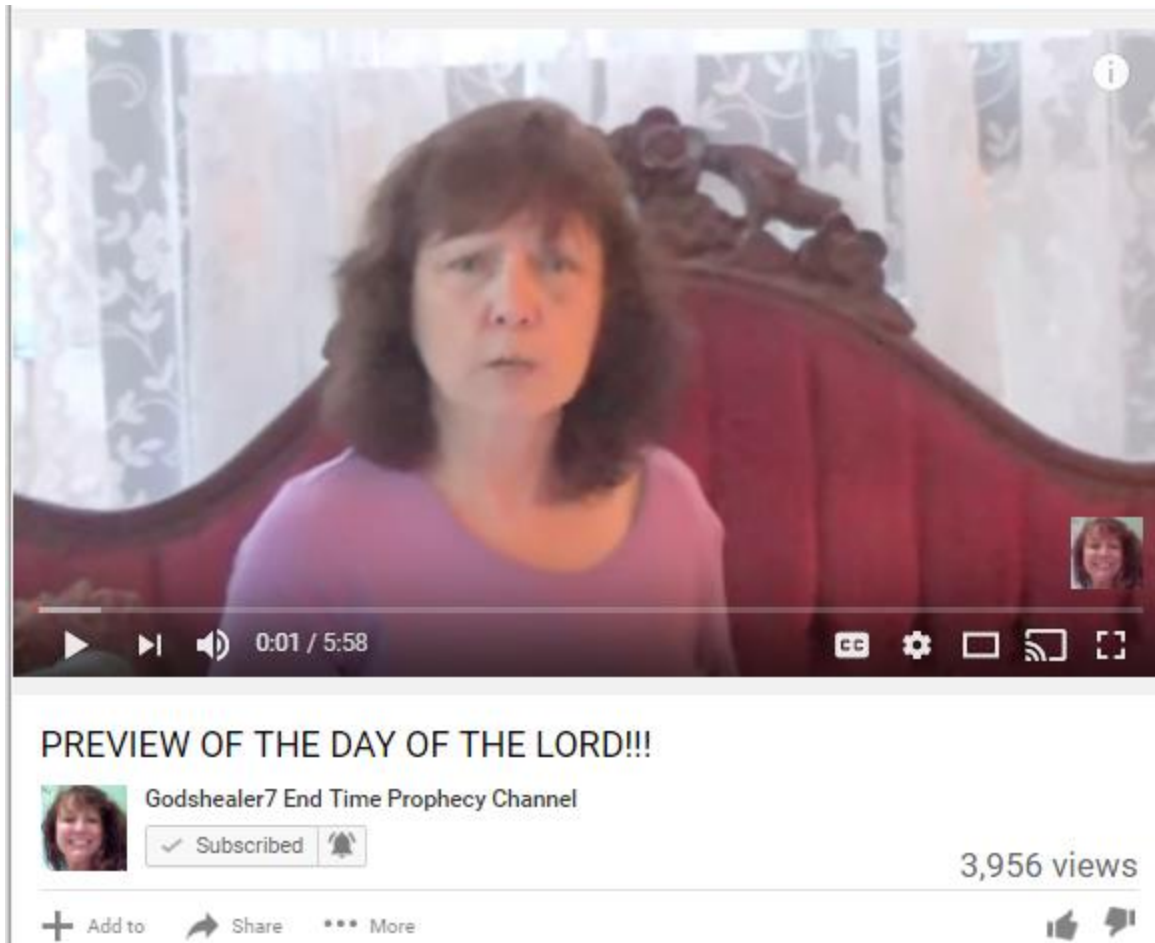 i
0:01 / 5:58
CC
PREVIEW OF THE DAY OF THE LORD!!!
Godshealer7 End Time Prophecy Channel
Subscribed
3,956 views
Add to Share More